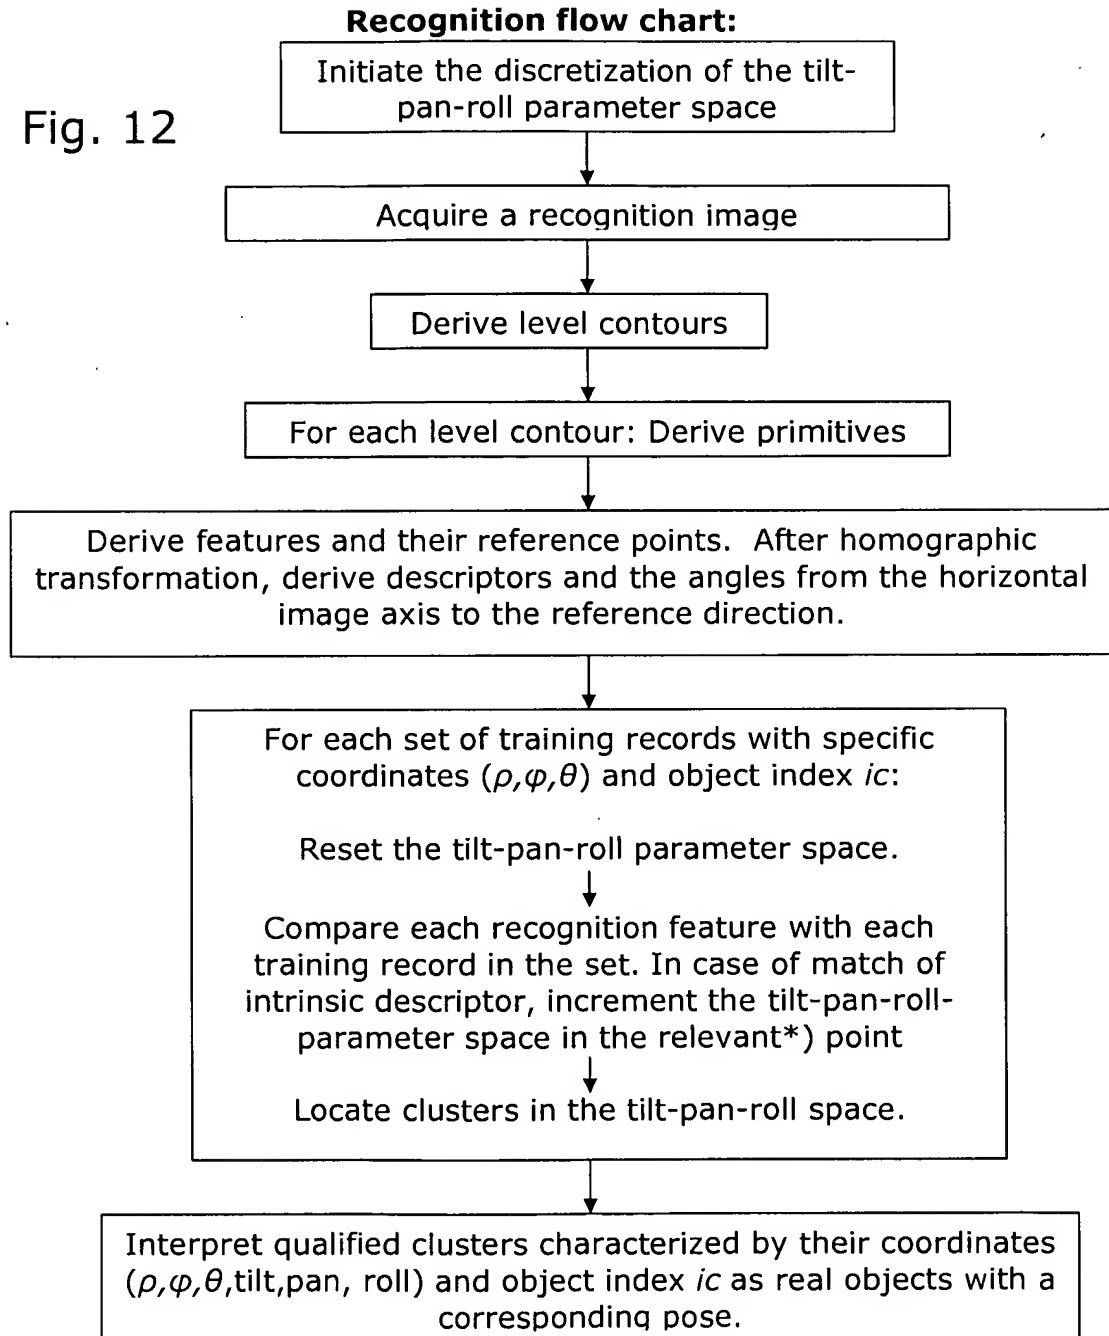 Recognition flow chart:
Fig. 12
Initiate the discretization of the tilt-
pan-roll parameter space
Acquire a recognition image
Derive level contours
For each level contour: Derive primitives
Derive features and their reference points. After homographic
transformation, derive descriptors and the angles from the horizontal
image axis to the reference direction.
For each set of training records with specific
coordinates (ρ,φ,θ) and object index ic:
Reset the tilt-pan-roll parameter space.
Compare each recognition feature with each
training record in the set. In case of match of
intrinsic descriptor, increment the tilt-pan-roll-
parameter space in the relevant*) point
Locate clusters in the tilt-pan-roll space.
Interpret qualified clusters characterized by their coordinates
(ρ,φ,θ,tilt,pan, roll) and object index ic as real objects with a
corresponding pose.